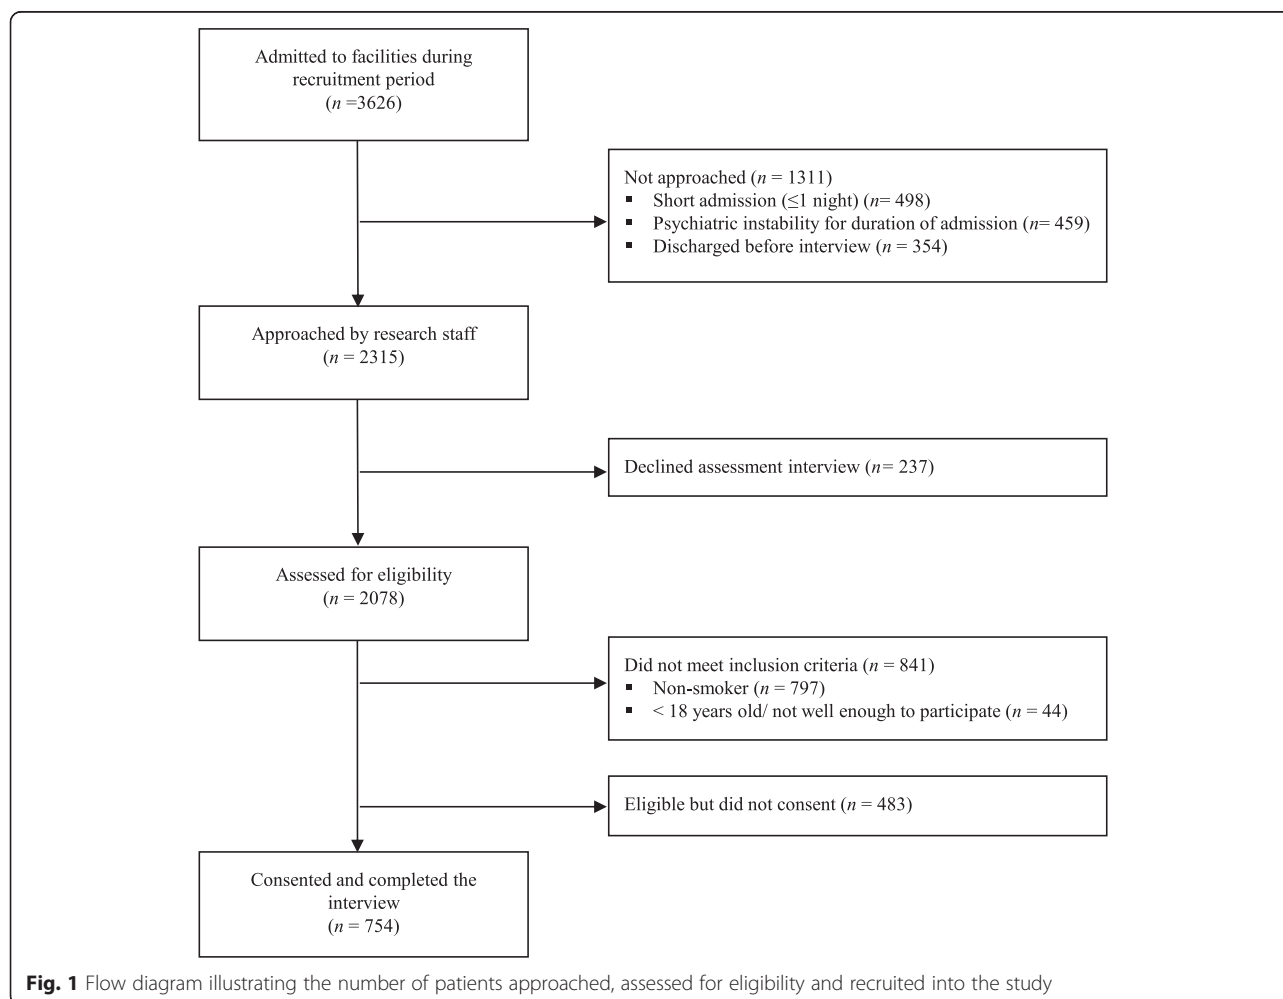 Admitted to facilities during
recruitment period
(n =3626)
Not approached (n = 1311)
▪ Short admission (≤1 night) (n= 498)
▪ Psychiatric instability for duration of admission (n= 459)
▪ Discharged before interview (n = 354)
Approached by research staff
(n = 2315)
Declined assessment interview (n= 237)
Assessed for eligibility
(n = 2078)
Did not meet inclusion criteria (n = 841)
▪ Non-smoker (n = 797)
▪ < 18 years old/ not well enough to participate (n = 44)
Eligible but did not consent (n = 483)
Consented and completed the
interview
(n = 754)
Fig. 1 Flow diagram illustrating the number of patients approached, assessed for eligibility and recruited into the study